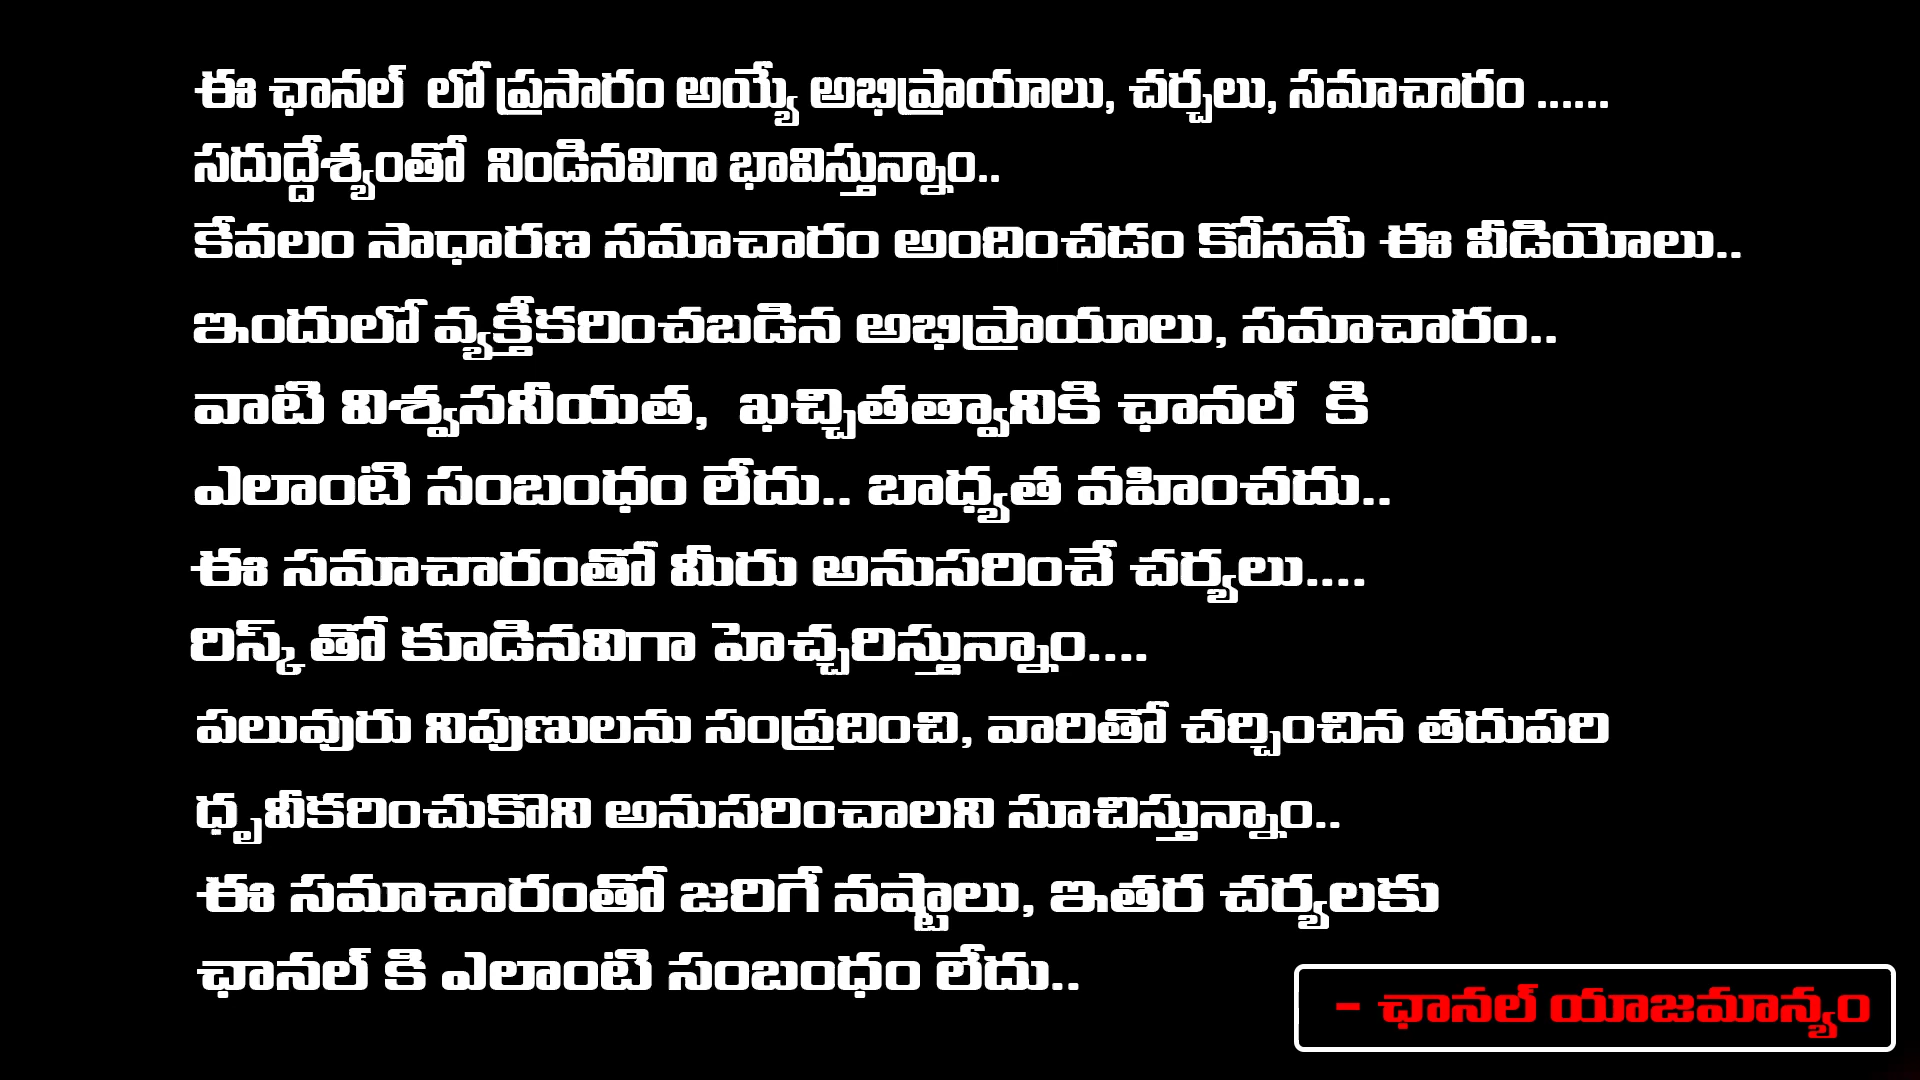 ఈ ఛానల్ లో ప్రసారం అయ్యే అభిప్రాయాలు, చర్చలు, సమాచారం ......
సదుద్దేశ్యంతో నిండినవిగా భావిస్తున్నాం..
కేవలం సాధారణ సమాచారం అందించడం కోసమే ఈ వీడియోలు..
ఇందులో వ్యక్తీకరించబడిన అభిప్రాయాలు, సమాచారం..
వాటి విశ్వసనీయత, ఖచ్చితత్వానికి ఛానల్ కి
ఎలాంటి సంబంధం లేదు.. బాధ్యత వహించదు..
ఈ సమాచారంతో మీరు అనుసరించే చర్యలు....
రిస్క్ తో కూడినవిగా హెచ్చరిస్తున్నాం....
పలువురు నిపుణులను సంప్రదించి, వారితో చర్చించిన తదుపరి
ధృవీకరించుకొని అనుసరించాలని సూచిస్తున్నాం..
ఈ సమాచారంతో జరిగే నష్టాలు, ఇతర చర్యలకు
ఛానల్ కి ఎలాంటి సంబంధం లేదు..
- ఛానల్ యాజమాన్యం